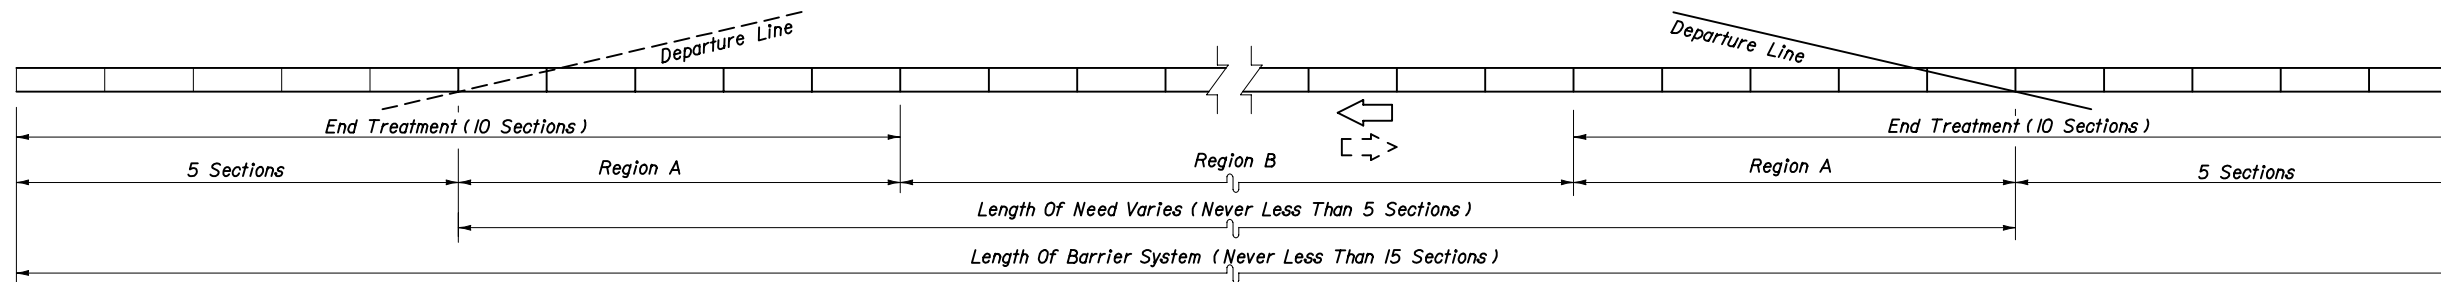 Departure Line
Departure Line
End Treatment (10 Sections)
End Treatment (10 Sections)
5 Sections
Region A
Region B
Region A
5 Sections
Length Of Need Varies (Never Less Than 5 Sections)
Length Of Barrier System (Never Less Than 15 Sections)